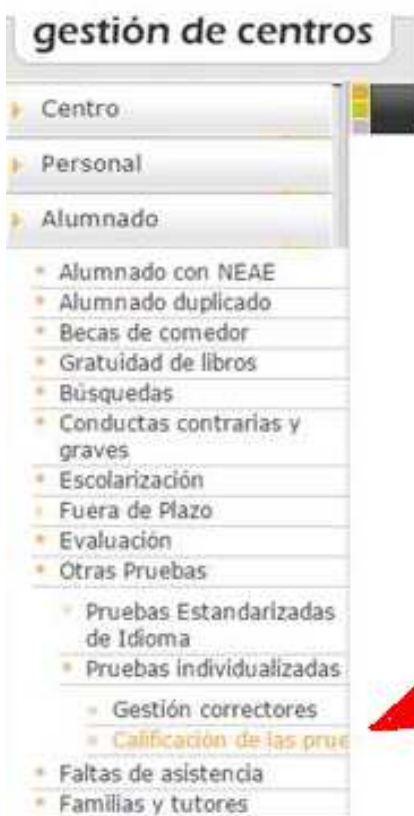 gestión de centros
Centro
Personal
Alumnado
Alumnado con NEAE
Alumnado duplicado
Becas de comedor
Gratuidad de libros
Búsquedas
Conductas contrarias y
graves
Escolarización
Fuera de Plazo
Evaluación
Otras Pruebas
Pruebas Estandarizadas
de Idioma
Pruebas individualizadas
Gestión correctores
Calificación de las prue
Faltas de asistencia
Familias y tutores